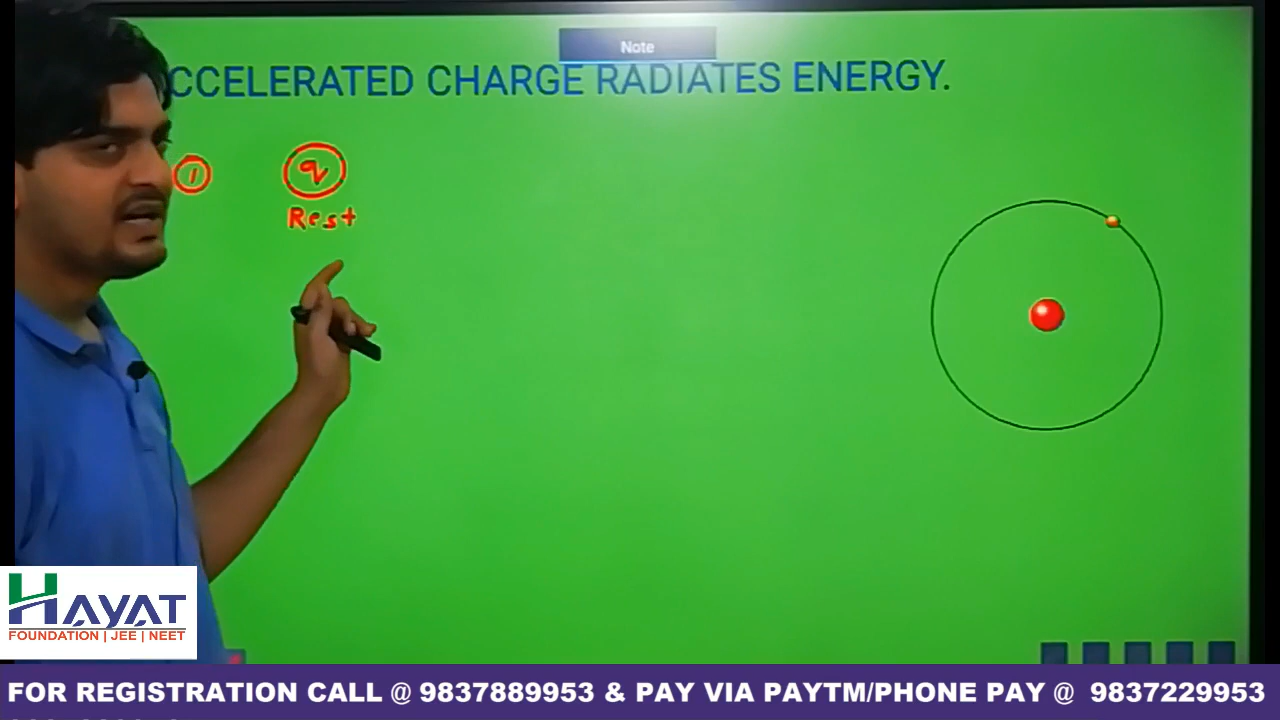 Note
CCELERATED CHARGE RADIATES ENERGY.
1 q
Rest
HAYAT
FOUNDATION | JEE | NEET
FOR REGISTRATION CALL @ 9837889953 & PAY VIA PAYTM/PHONE PAY @ 9837229953